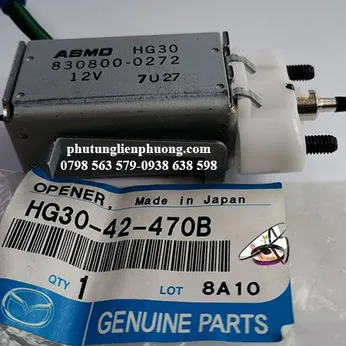 ASMO HG30
830800-0272
12V 7U27
phutunglienphuong.com
0798 563 579-0938 638 598
OPENER, Made in Japan
HG30-42-470B
QTY 1 LOT 8A10
GENUINE PARTS